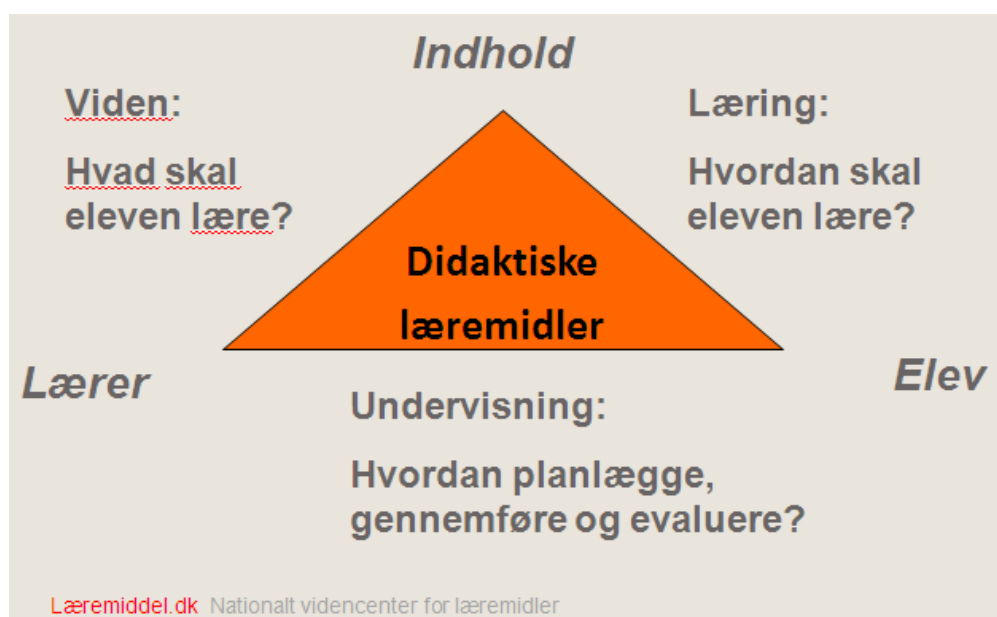 Indhold
Viden:
Hvad skal
eleven lære?
Læring:
Hvordan skal
eleven lære?
Didaktiske
læremidler
Lærer
Elev
Undervisning:
Hvordan planlægge,
gennemføre og evaluere?
Læremiddel.dk Nationalt videncenter for læremidler